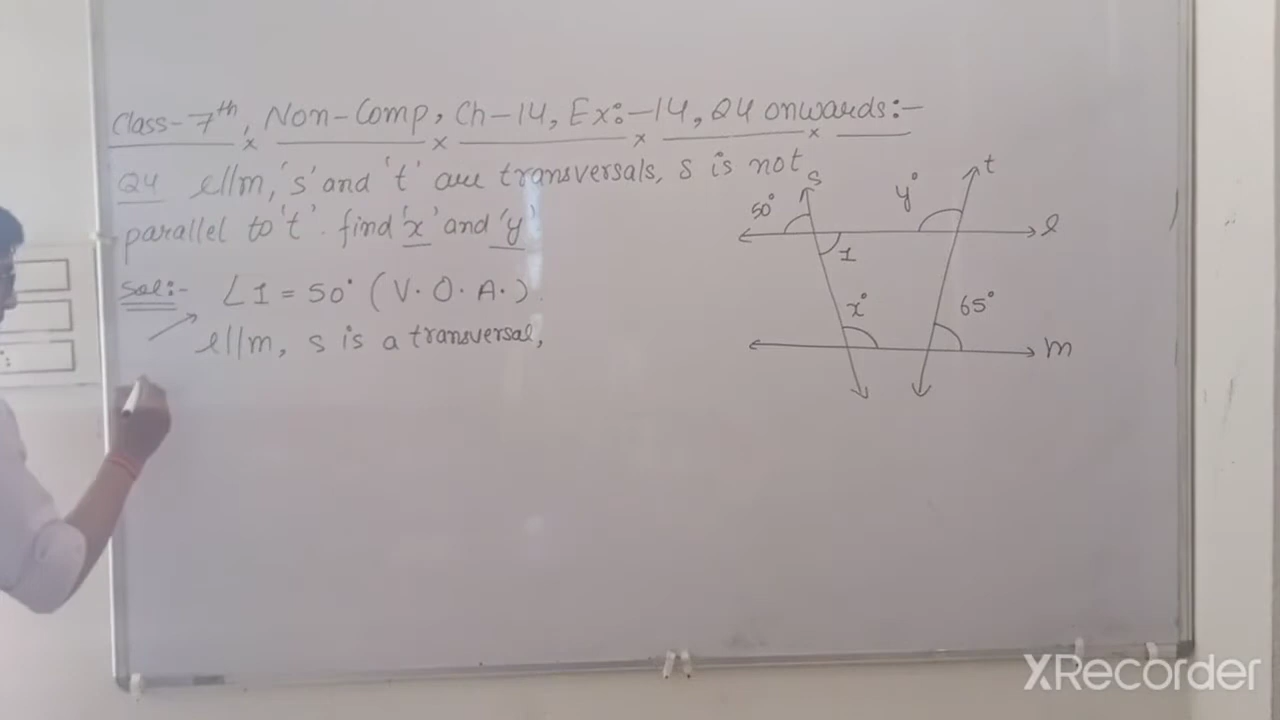 Class-7th, Non-Comp, Ch-14, Ex:-14, Q4 onwards:-
Q4 l||m, 's' and 't' are transversals, s is not
parallel to 't'. find 'x' and 'y'
Sol:- ∠1 = 50° (V.O.A.).
l||m, s is a transversal,
s
t
50°
y°
l
1
x°
65°
m
XRecorder